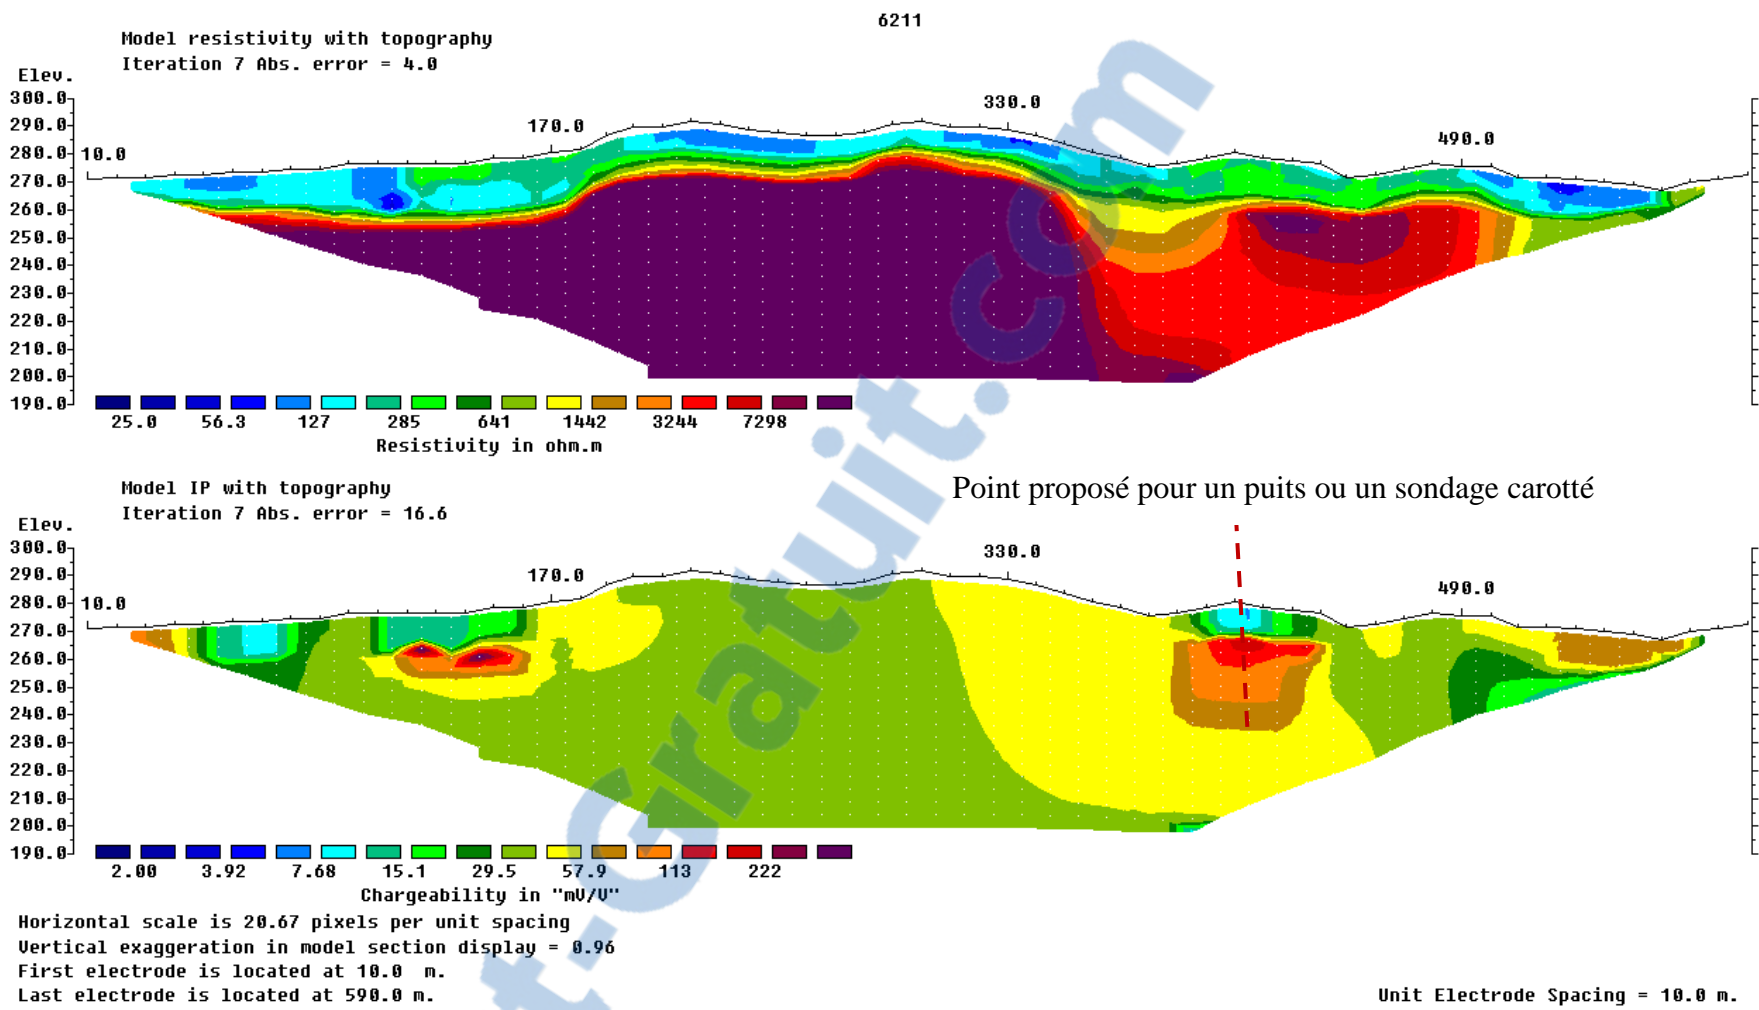 6211
Model resistivity with topography
Iteration 7 Abs. error = 4.0
Elev.
300.0
290.0
280.0
270.0
260.0
250.0
240.0
230.0
220.0
210.0
200.0
190.0
10.0
170.0
330.0
490.0
25.0 56.3 127 285 641 1442 3244 7298
Resistivity in ohm.m
Model IP with topography
Iteration 7 Abs. error = 16.6
Point proposé pour un puits ou un sondage carotté
Elev.
300.0
290.0
280.0
270.0
260.0
250.0
240.0
230.0
220.0
210.0
200.0
190.0
10.0
170.0
330.0
490.0
2.00 3.92 7.68 15.1 29.5 57.9 113 222
Chargeability in "mV/V"
Horizontal scale is 20.67 pixels per unit spacing
Vertical exaggeration in model section display = 0.96
First electrode is located at 10.0 m.
Last electrode is located at 590.0 m.
Unit Electrode Spacing = 10.0 m.
t-Gratuit.com